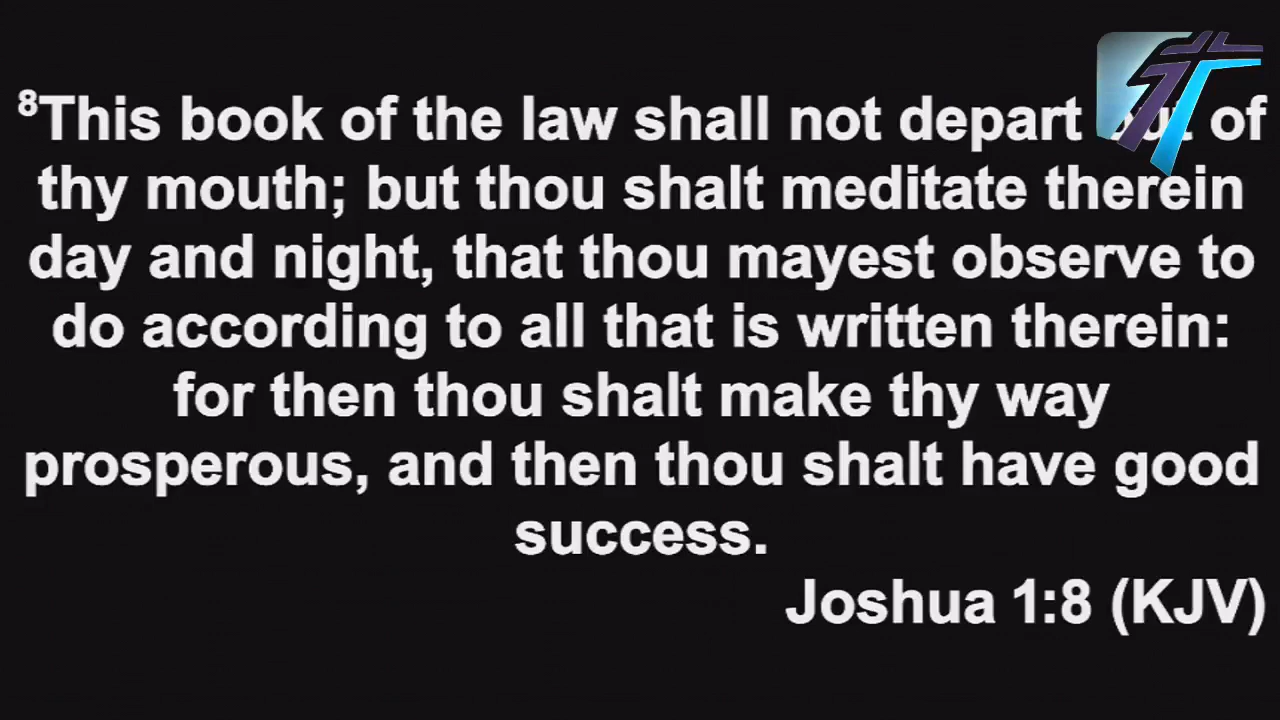 ⁸This book of the law shall not depart out of
thy mouth; but thou shalt meditate therein
day and night, that thou mayest observe to
do according to all that is written therein:
for then thou shalt make thy way
prosperous, and then thou shalt have good
success.
Joshua 1:8 (KJV)